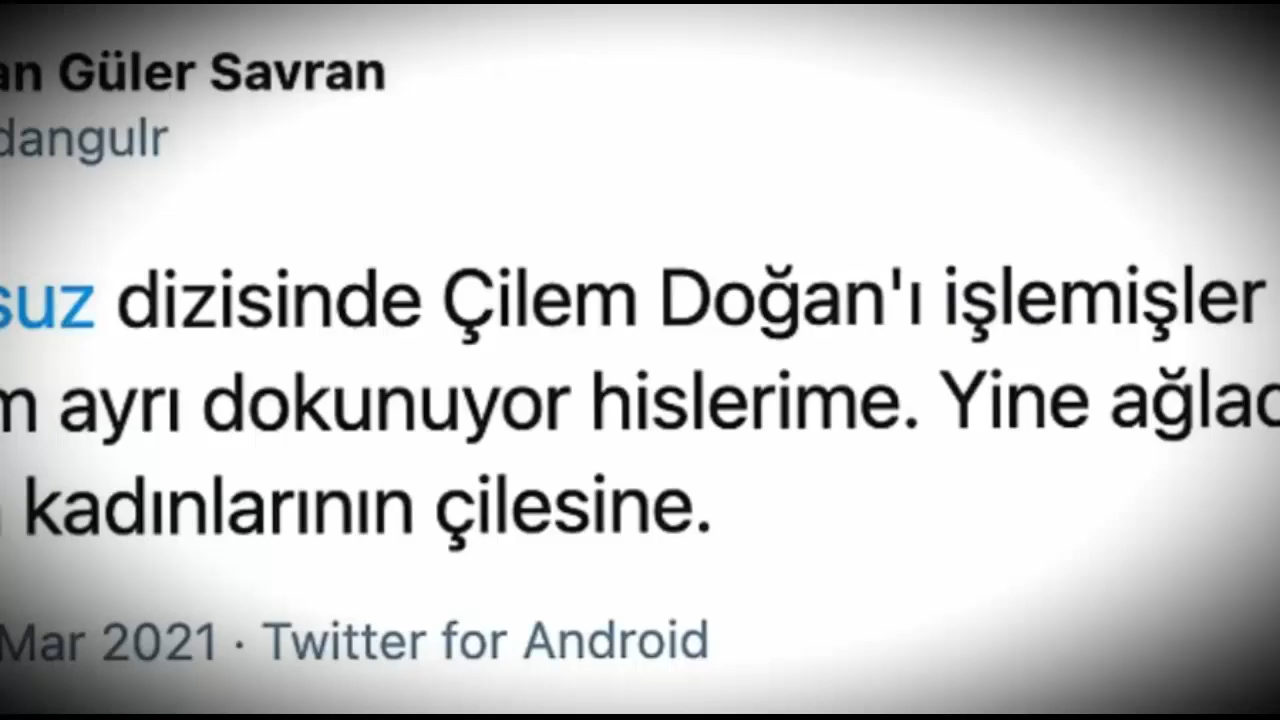 an Güler Savran
dangulr
suz dizisinde Çilem Doğan'ı işlemişler
m ayrı dokunuyor hislerime. Yine ağlad
kadınlarının çilesine.
Mar 2021 · Twitter for Android